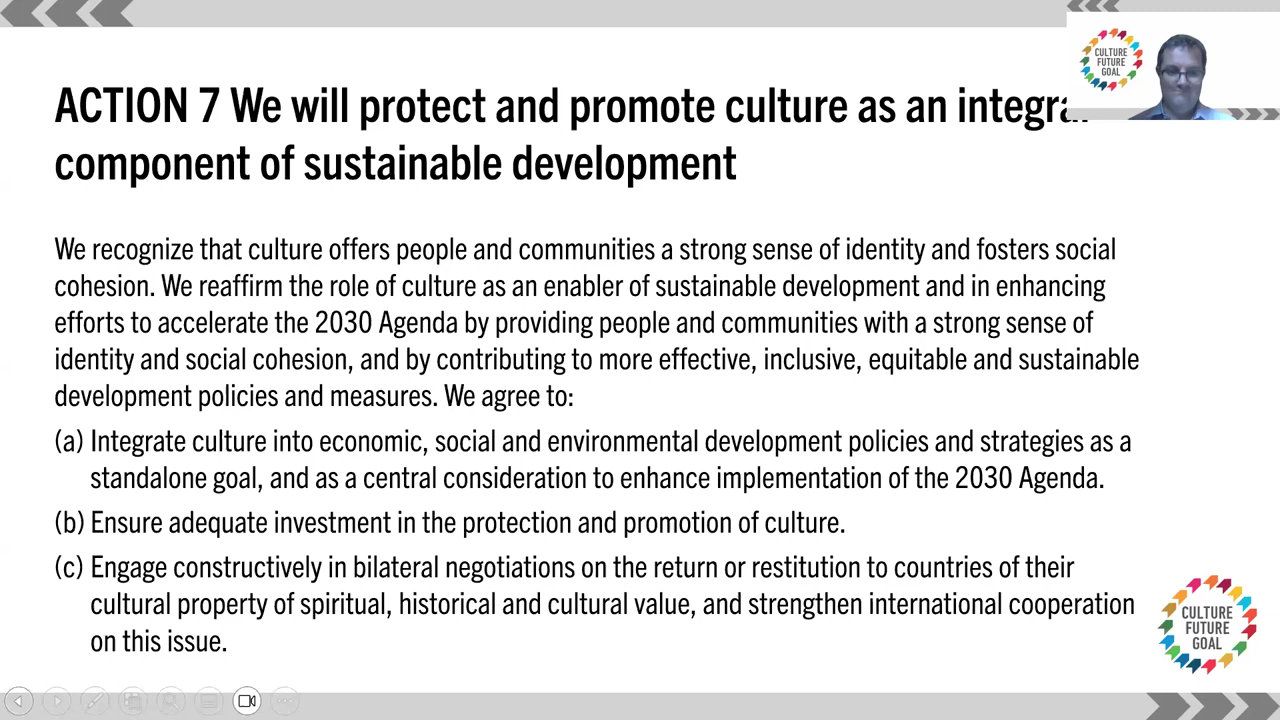 CULTURE
FUTURE
GOAL
ACTION 7 We will protect and promote culture as an integral
component of sustainable development
We recognize that culture offers people and communities a strong sense of identity and fosters social
cohesion. We reaffirm the role of culture as an enabler of sustainable development and in enhancing
efforts to accelerate the 2030 Agenda by providing people and communities with a strong sense of
identity and social cohesion, and by contributing to more effective, inclusive, equitable and sustainable
development policies and measures. We agree to:
(a) Integrate culture into economic, social and environmental development policies and strategies as a
standalone goal, and as a central consideration to enhance implementation of the 2030 Agenda.
(b) Ensure adequate investment in the protection and promotion of culture.
(c) Engage constructively in bilateral negotiations on the return or restitution to countries of their
cultural property of spiritual, historical and cultural value, and strengthen international cooperation
on this issue.
CULTURE
FUTURE
GOAL